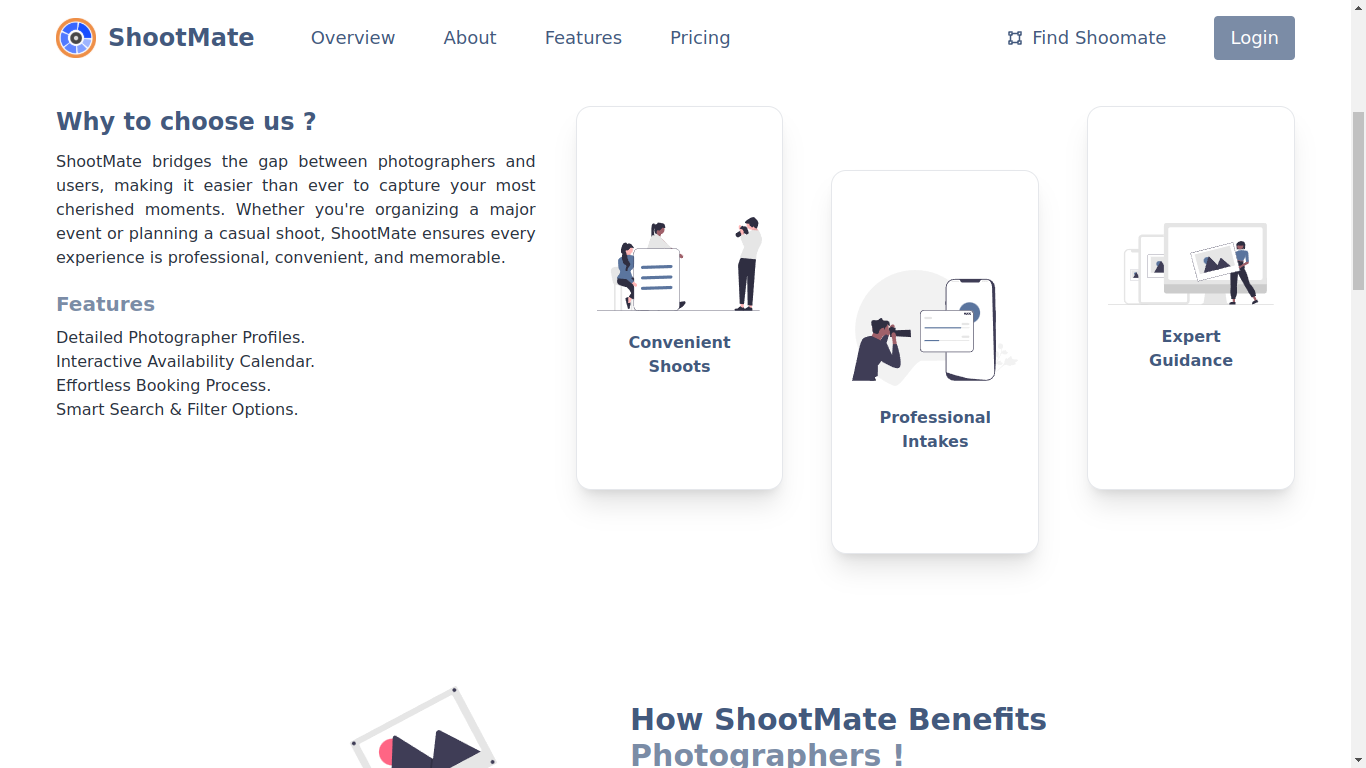 ShootMate
Overview
About
Features
Pricing
Find Shoomate
Login
Why to choose us ?
ShootMate bridges the gap between photographers and
users, making it easier than ever to capture your most
cherished moments. Whether you're organizing a major
event or planning a casual shoot, ShootMate ensures every
experience is professional, convenient, and memorable.
Features
Detailed Photographer Profiles.
Interactive Availability Calendar.
Effortless Booking Process.
Smart Search & Filter Options.
Convenient
Shoots
Professional
Intakes
Expert
Guidance
How ShootMate Benefits
Photographers !